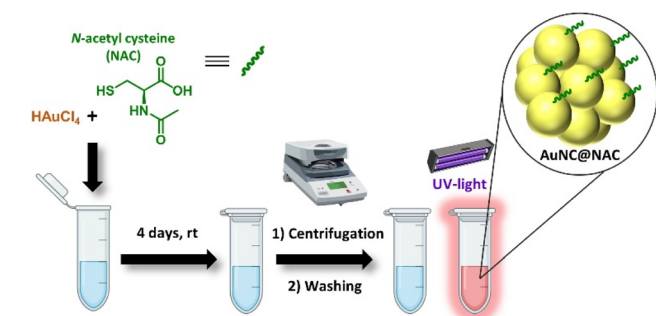 N-acetyl cysteine
(NAC)
HS
O
OH
HN
O
HAuCl₄ +
4 days, rt
1) Centrifugation
2) Washing
UV-light
AuNC@NAC